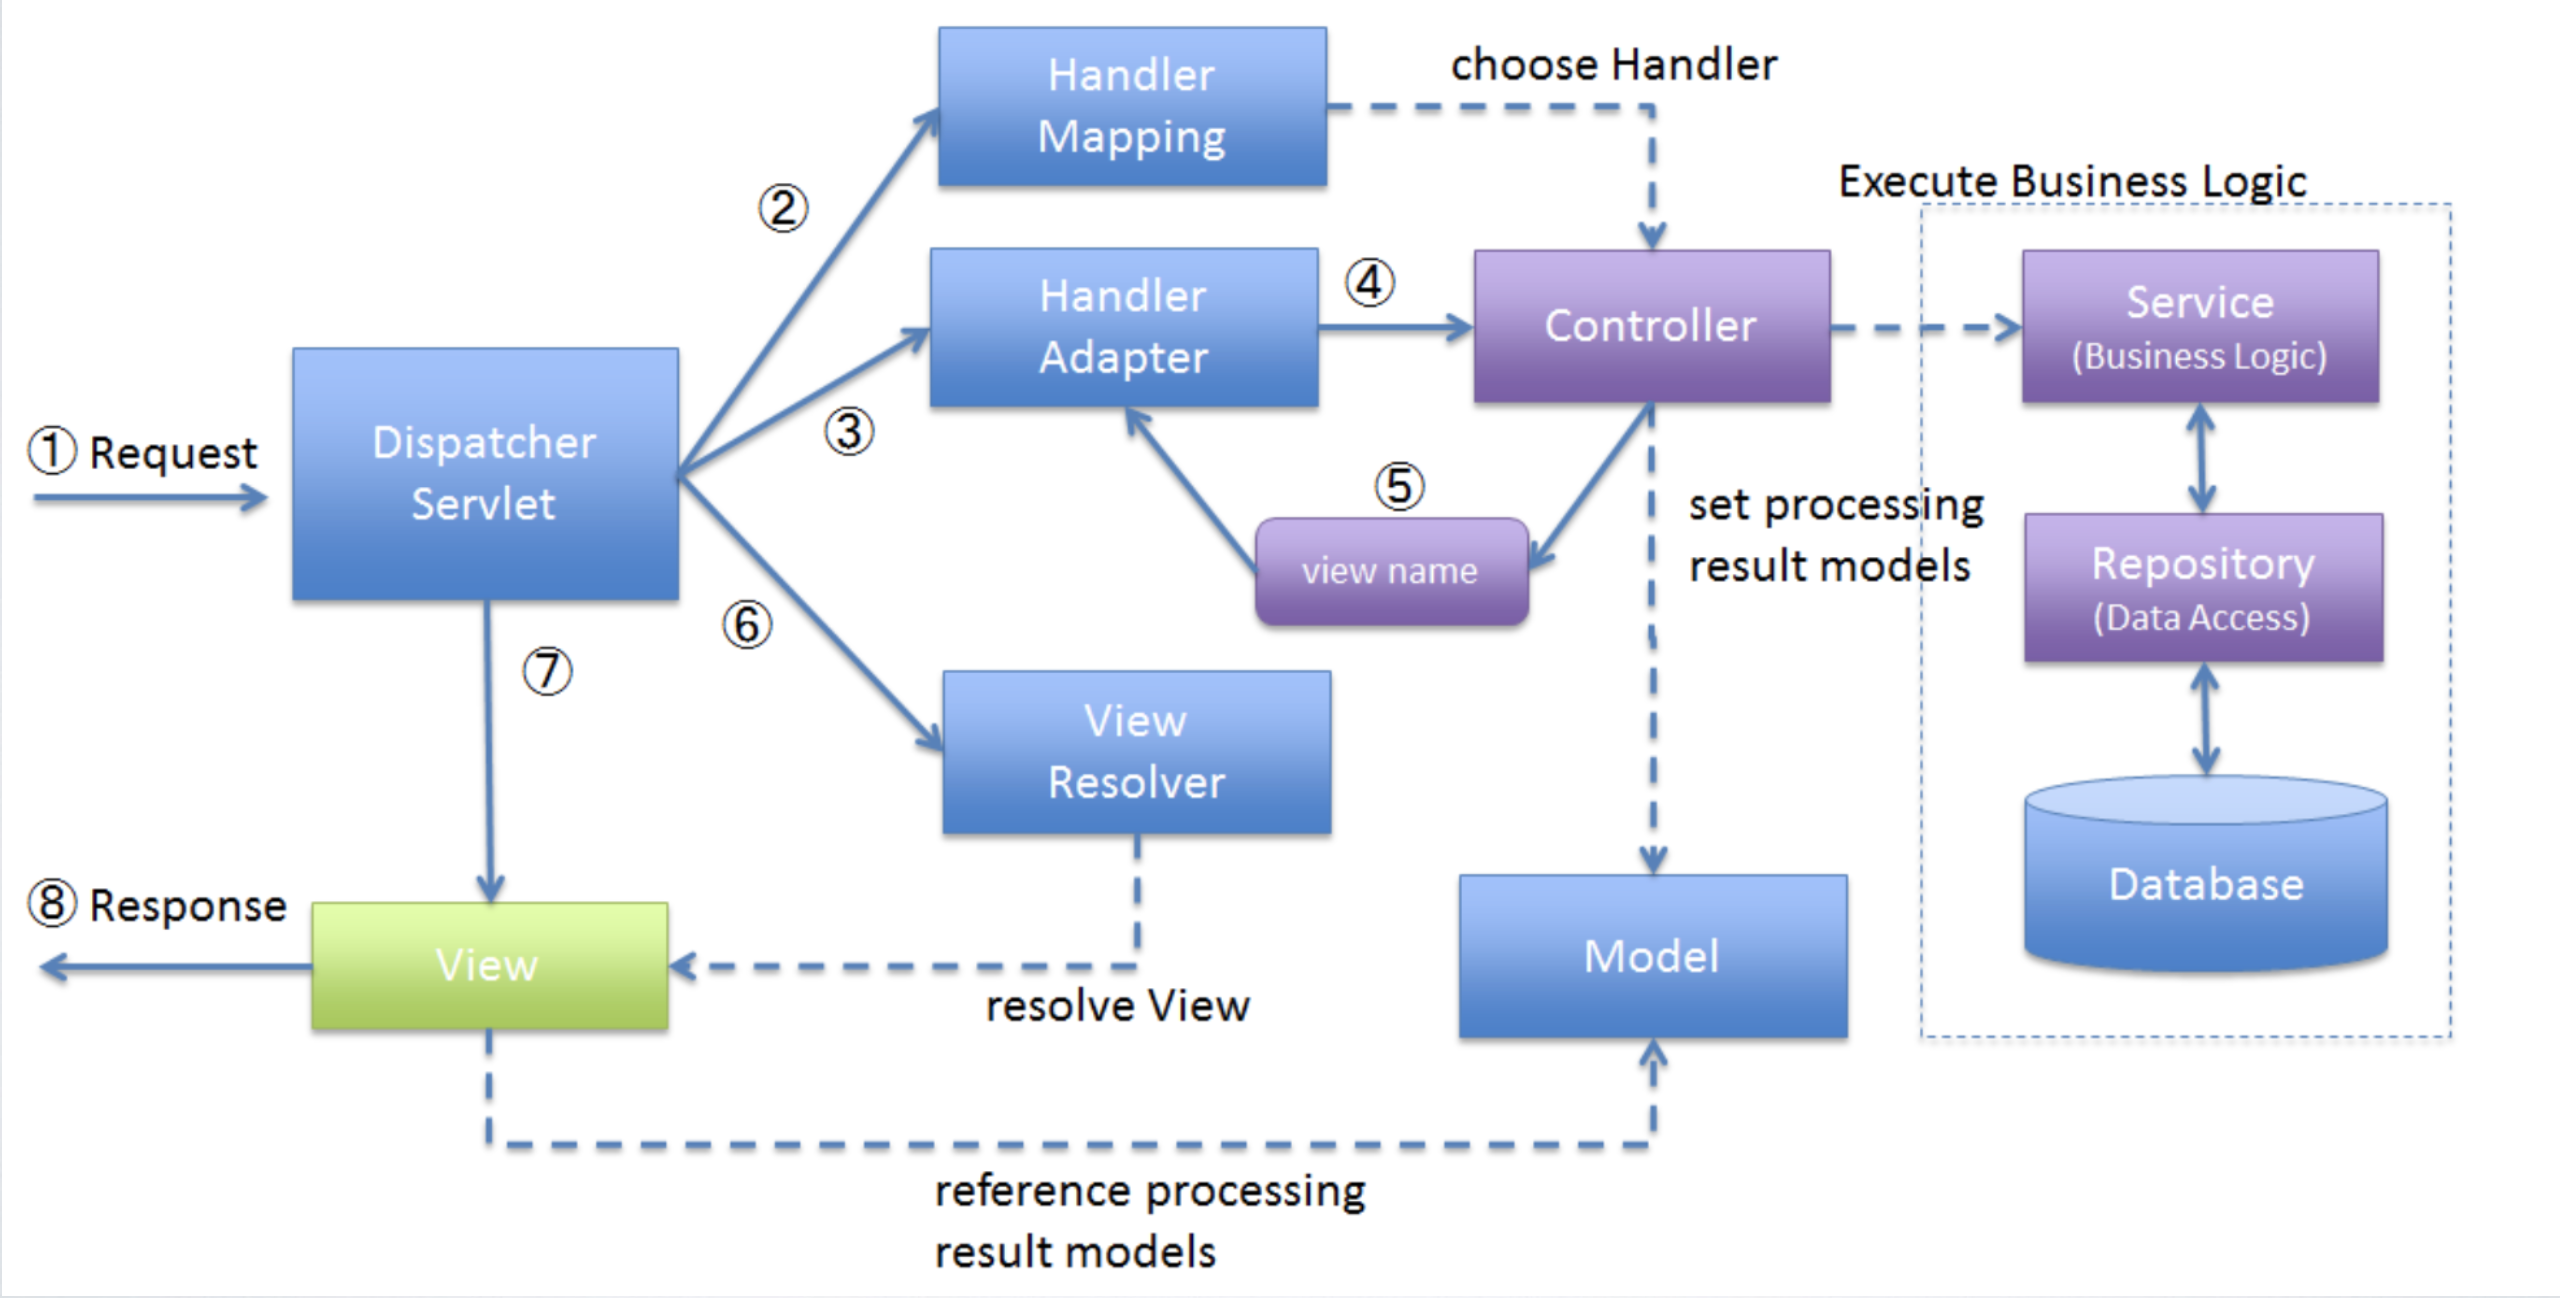 Handler
Mapping
choose Handler
②
Execute Business Logic
Handler
Adapter
④
Controller
Service
(Business Logic)
① Request
Dispatcher
Servlet
③
⑤
view name
set processing
result models
Repository
(Data Access)
⑥
⑦
View
Resolver
Database
⑧ Response
View
resolve View
Model
reference processing
result models